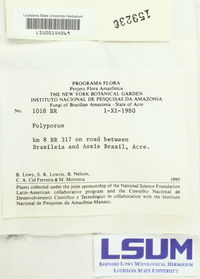 Louisiana State University
Herbarium
LSU00154069
159236
PROGRAMA FLORA
Projeto Flora Amazônica
THE NEW YORK BOTANICAL GARDEN
INSTITUTO NACIONAL DE PESQUISAS DA AMAZONIA
Fungi of Brazilian Amazonia - State of Acre
No. 1018 BR 1-XI-1980
Polyporus
km 8 BR 317 on road between
Brasileia and Assis Brasil, Acre.
B. Lowy, S. R. Lowitz, B. Nelson,
C. A. Cid Ferreira & M. Moreira 1980
Plants collected under the joint sponsorship of the National Science Foundation
Latin-American collaborative program and the Conselho Nacional de
Desenvolvimento Científico e Tecnológico in collaboration with the Instituto
Nacional de Pesquisas da Amazônia-Manaus.
LSUM
BERNARD LOWY MYCOLOGICAL HERBARIUM
LOUISIANA STATE UNIVERSITY